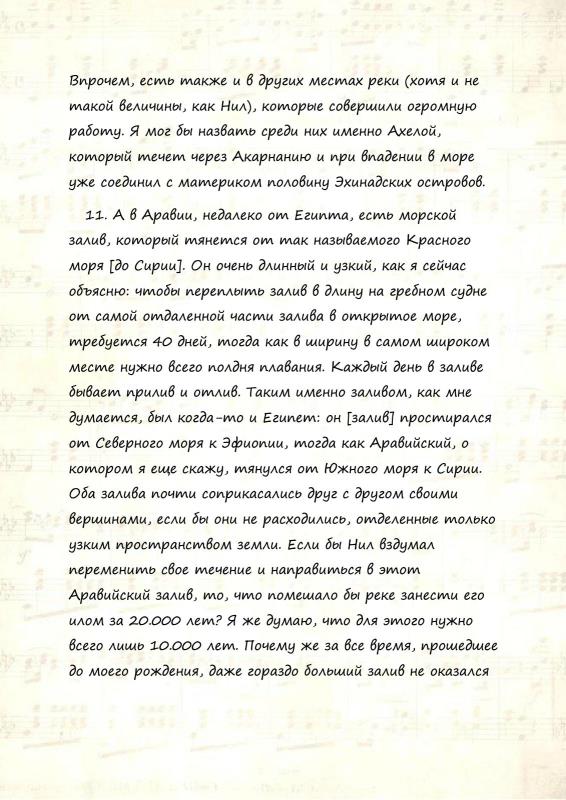 Впрочем, есть также и в других местах реки (хотя и не
такой величины, как Нил), которые совершили огромную
работу. Я мог бы назвать среди них именно Ахелой,
который течет через Акарнанию и при впадении в море
уже соединил с материком половину Эхинадских островов.
11. А в Аравии, недалеко от Египта, есть морской
залив, который тянется от так называемого Красного
моря [до Сирии]. Он очень длинный и узкий, как я сейчас
объясню: чтобы переплыть залив в длину на гребном судне
от самой отдаленной части залива в открытое море,
требуется 40 дней, тогда как в ширину в самом широком
месте нужно всего полдня плавания. Каждый день в заливе
бывает прилив и отлив. Таким именно заливом, как мне
думается, был когда-то и Египет: он [залив] простирался
от Северного моря к Эфиопии, тогда как Аравийский, о
котором я еще скажу, тянулся от Южного моря к Сирии.
Оба залива почти соприкасались друг с другом своими
вершинами, если бы они не расходились, отделенные только
узким пространством земли. Если бы Нил вздумал
переменить свое течение и направиться в этот
Аравийский залив, то, что помешало бы реке занести его
илом за 20.000 лет? Я же думаю, что для этого нужно
всего лишь 10.000 лет. Почему же за все время, прошедшее
до моего рождения, даже гораздо больший залив не оказался